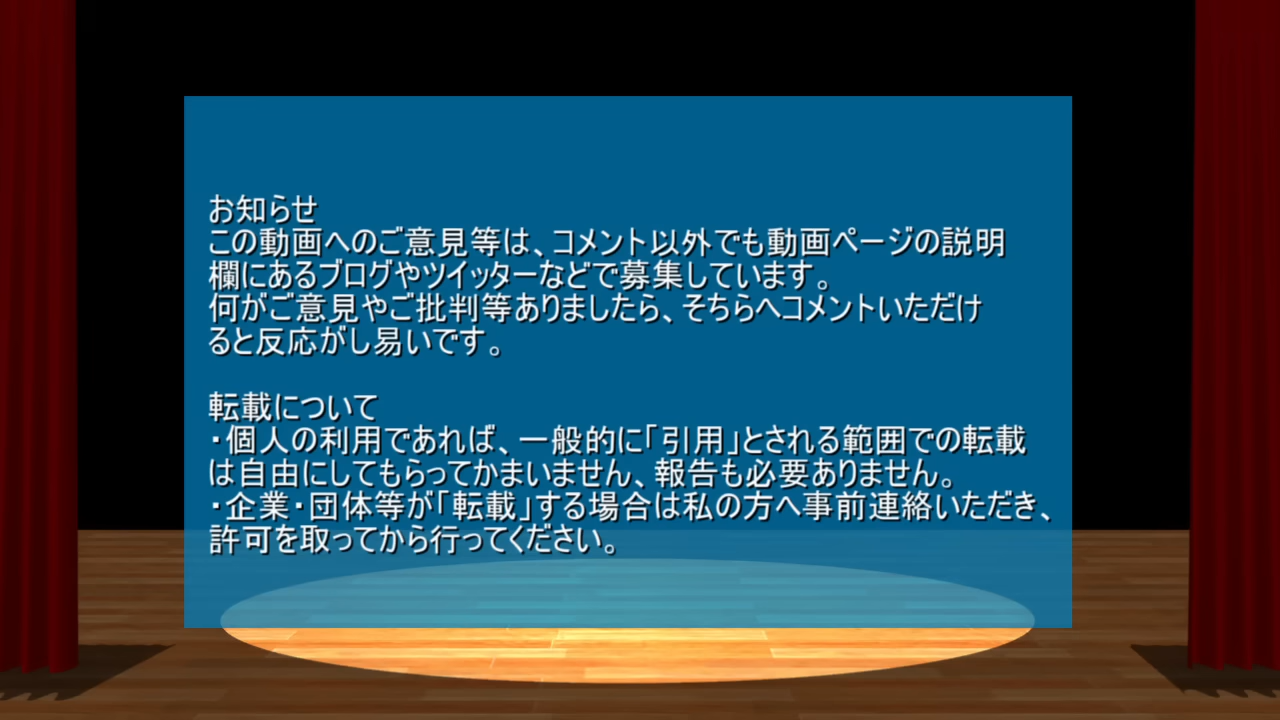 お知らせ
この動画へのご意見等は、コメント以外でも動画ページの説明
欄にあるブログやツイッターなどで募集しています。
何がご意見やご批判等ありましたら、そちらへコメントいただけ
ると反応がし易いです。
転載について
・個人の利用であれば、一般的に「引用」とされる範囲での転載
は自由にしてもらってかまいません、報告も必要ありません。
・企業・団体等が「転載」する場合は私の方へ事前連絡いただき、
許可を取ってから行ってください。